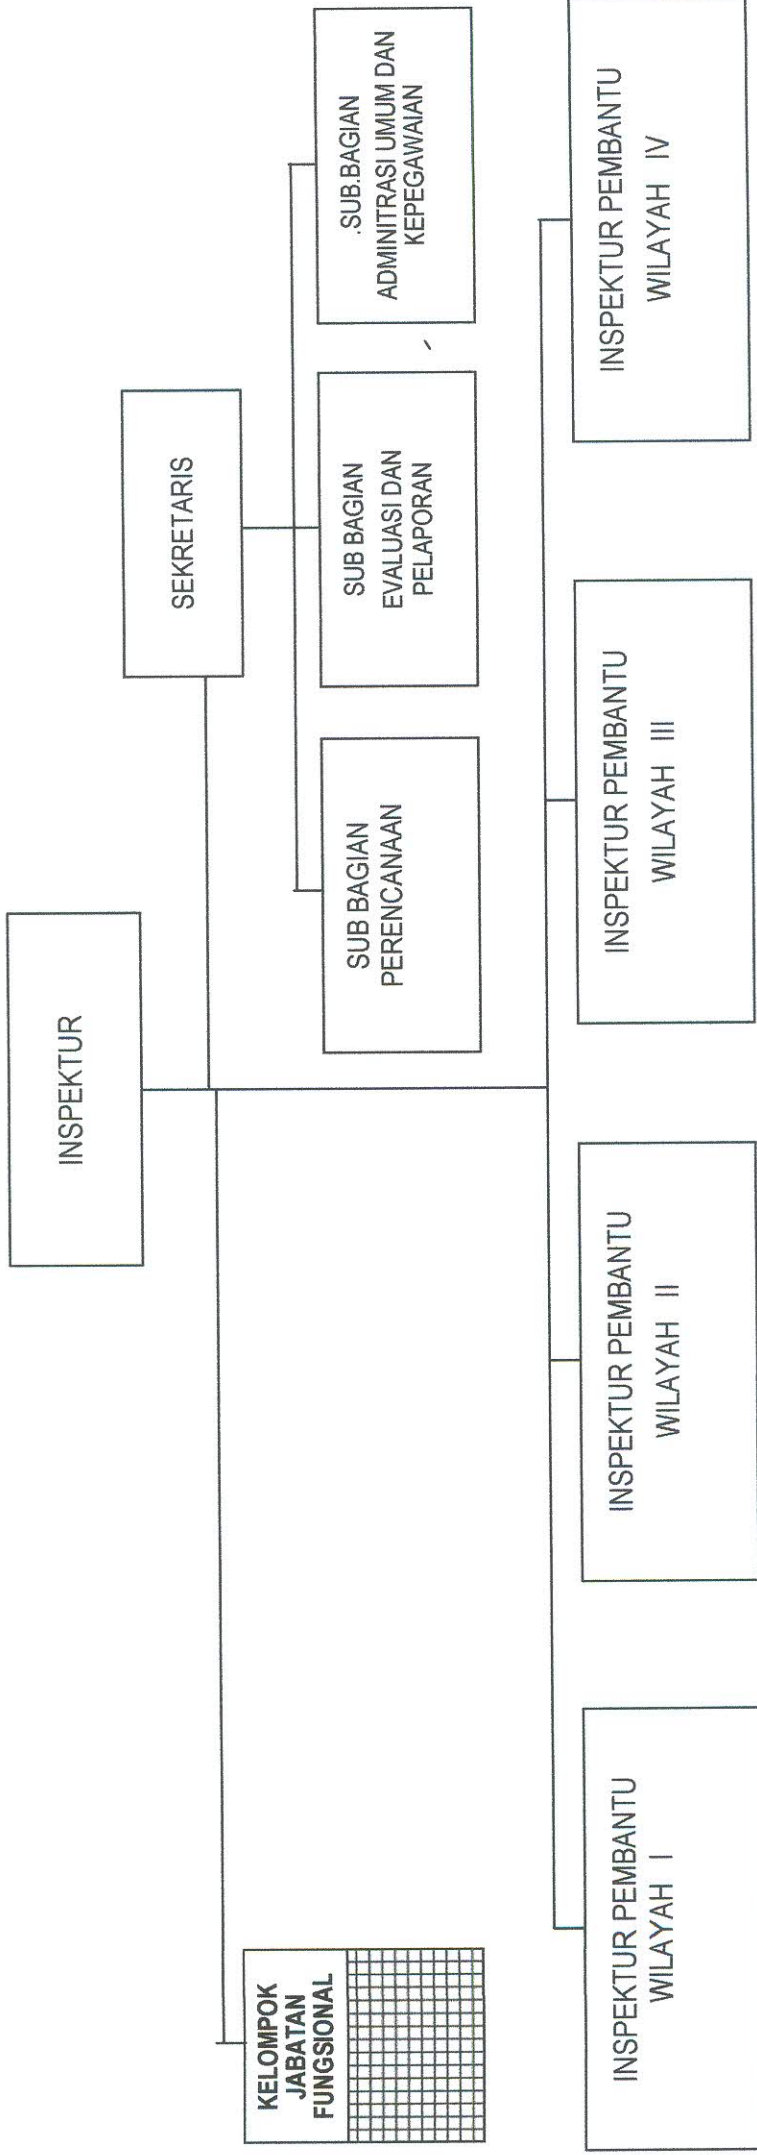 INSPEKTUR
SEKRETARIS
KELOMPOK
JABATAN
FUNGSIONAL
SUB BAGIAN
PERENCANAAN
SUB BAGIAN
EVALUASI DAN
PELAPORAN
.SUB.BAGIAN
ADMINITRASI UMUM DAN
KEPEGAWAIAN
INSPEKTUR PEMBANTU
WILAYAH I
INSPEKTUR PEMBANTU
WILAYAH II
INSPEKTUR PEMBANTU
WILAYAH III
INSPEKTUR PEMBANTU
WILAYAH IV